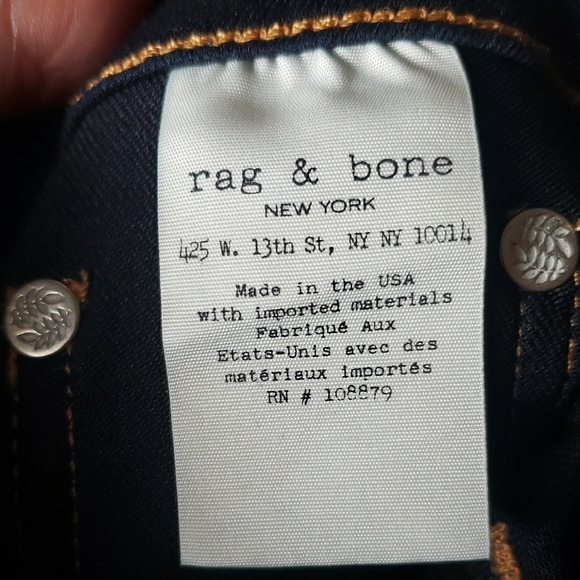 rag & bone
NEW YORK
425 W. 13th St, NY NY 10014
Made in the USA
with imported materials
Fabriqué Aux
Etats-Unis avec des
matériaux importés
RN # 108879